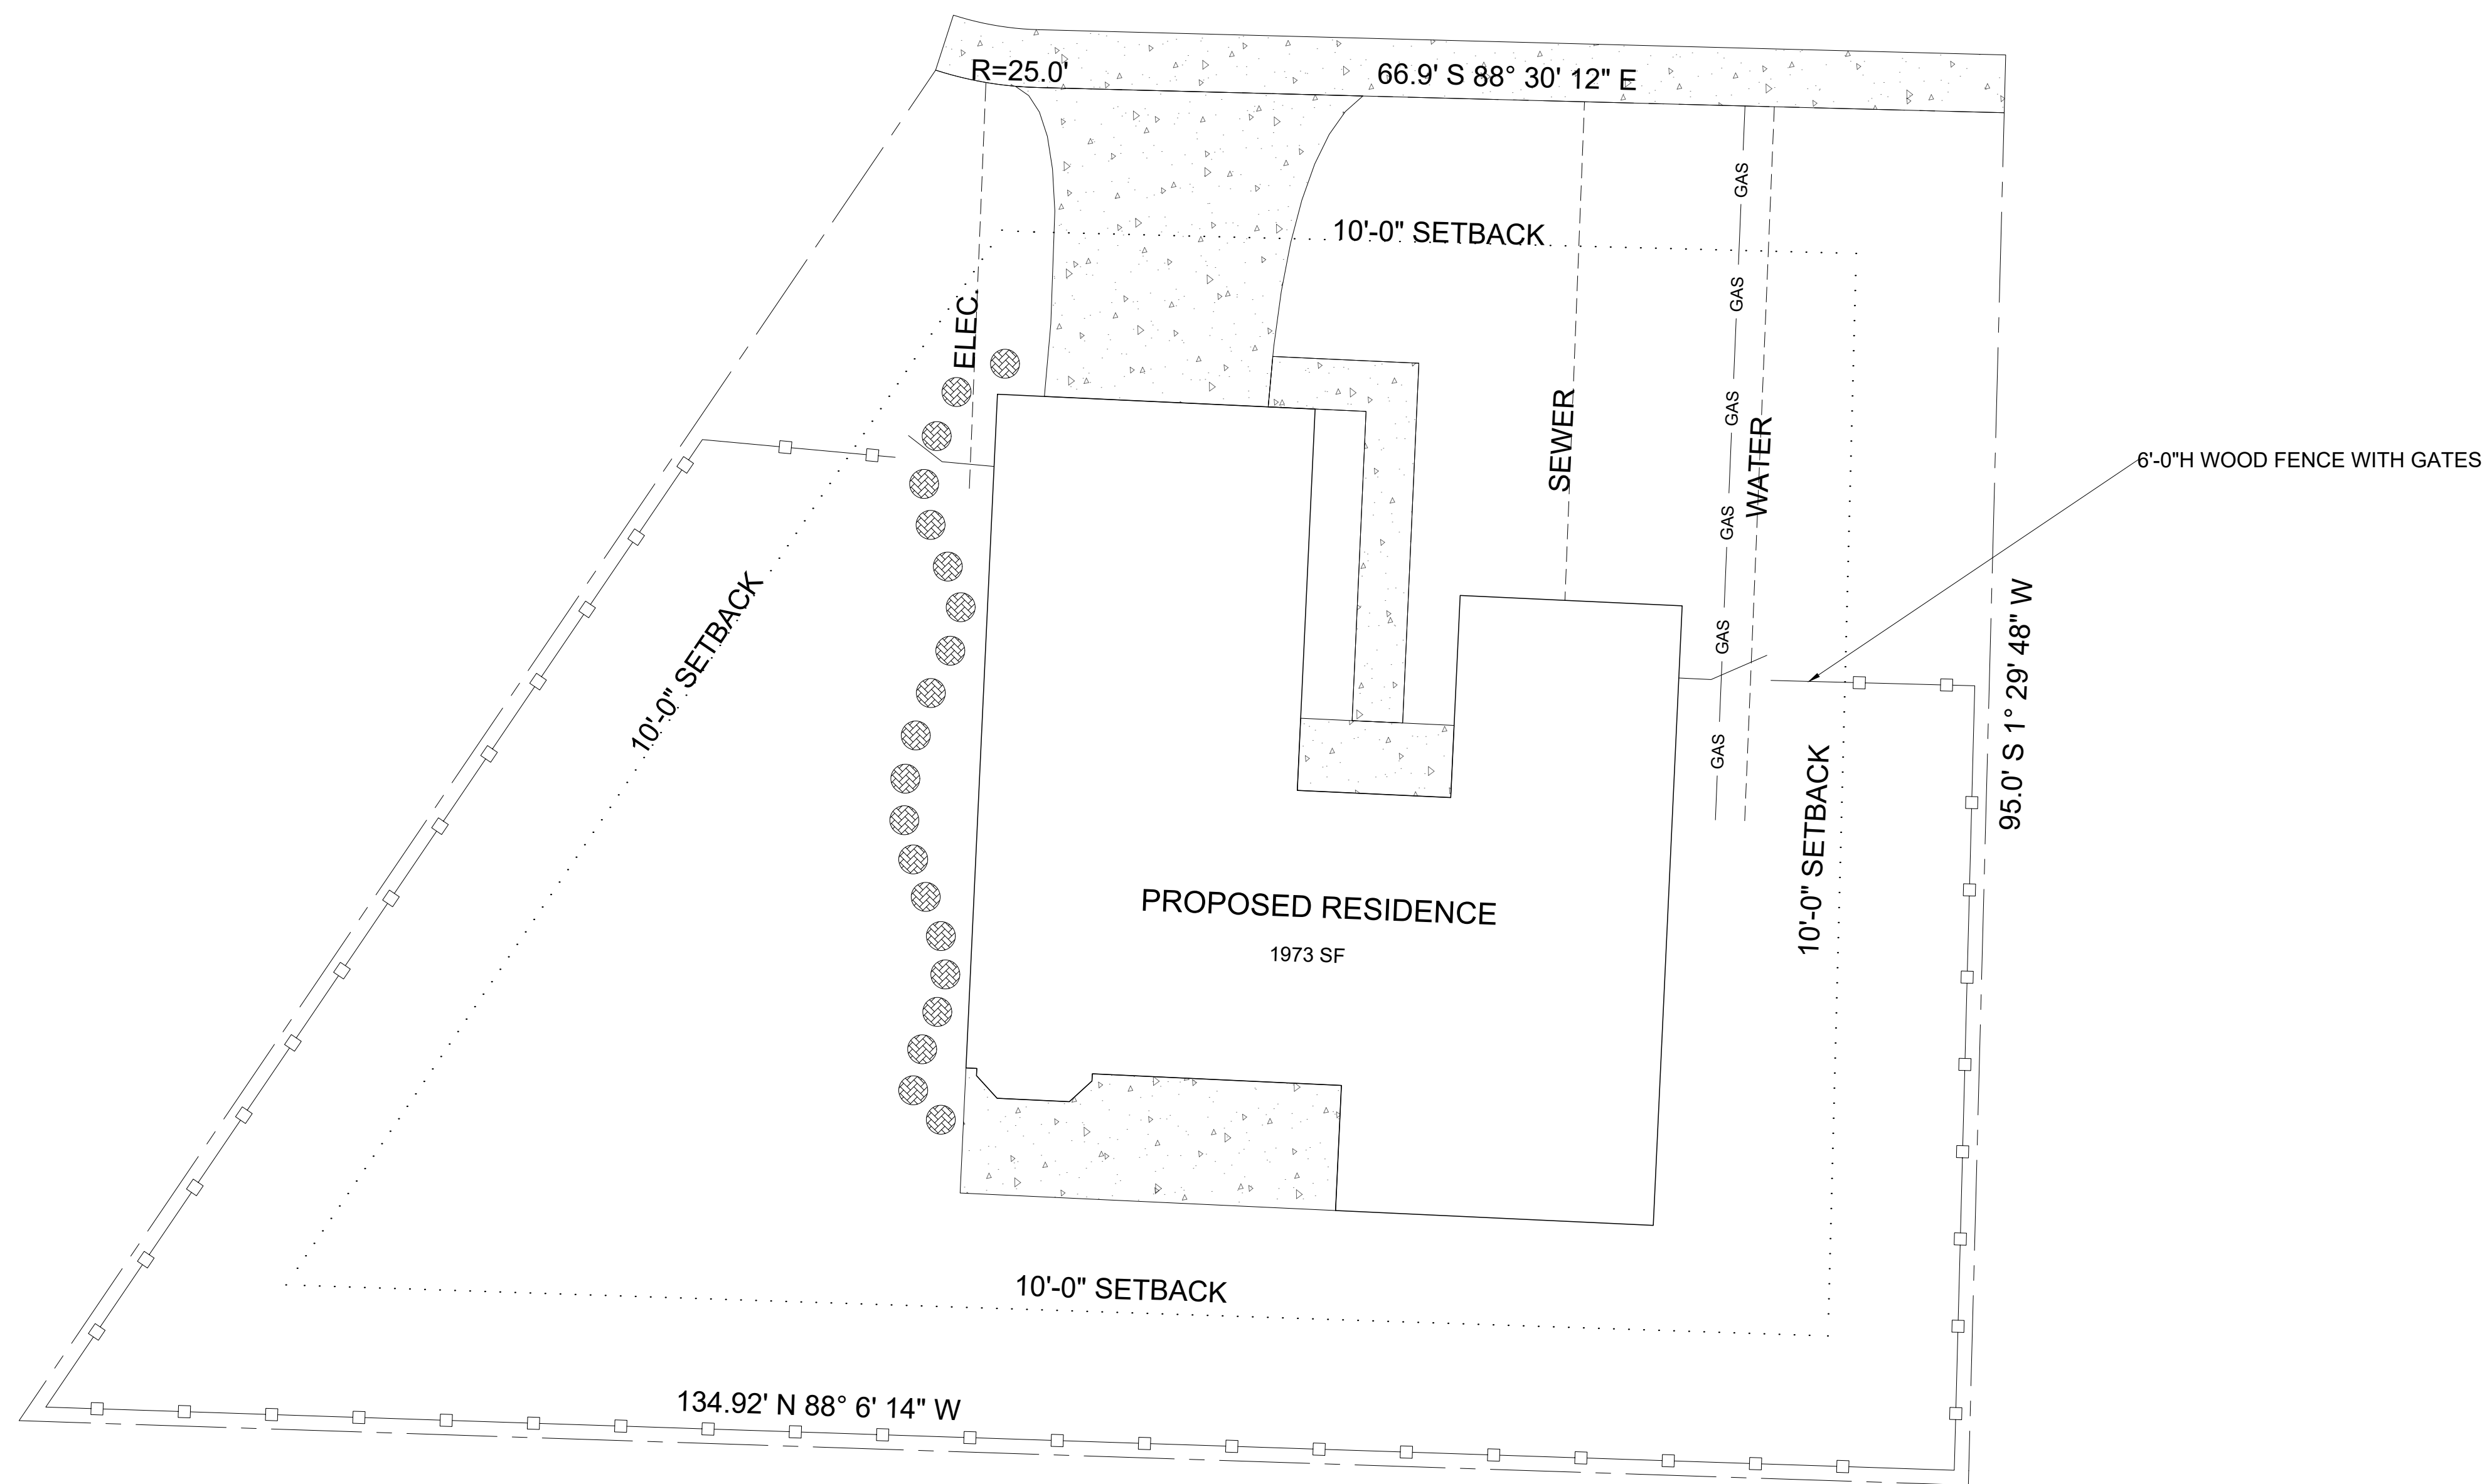 R=25.0'
66.9' S 88° 30' 12" E
GAS
10'-0" SETBACK
GAS
ELEC.
GAS
SEWER
WATER
6'-0"H WOOD FENCE WITH GATES
GAS
10'-0" SETBACK
GAS
95.0' S 1° 29' 48" W
GAS
10'-0" SETBACK
PROPOSED RESIDENCE
1973 SF
10'-0" SETBACK
134.92' N 88° 6' 14" W